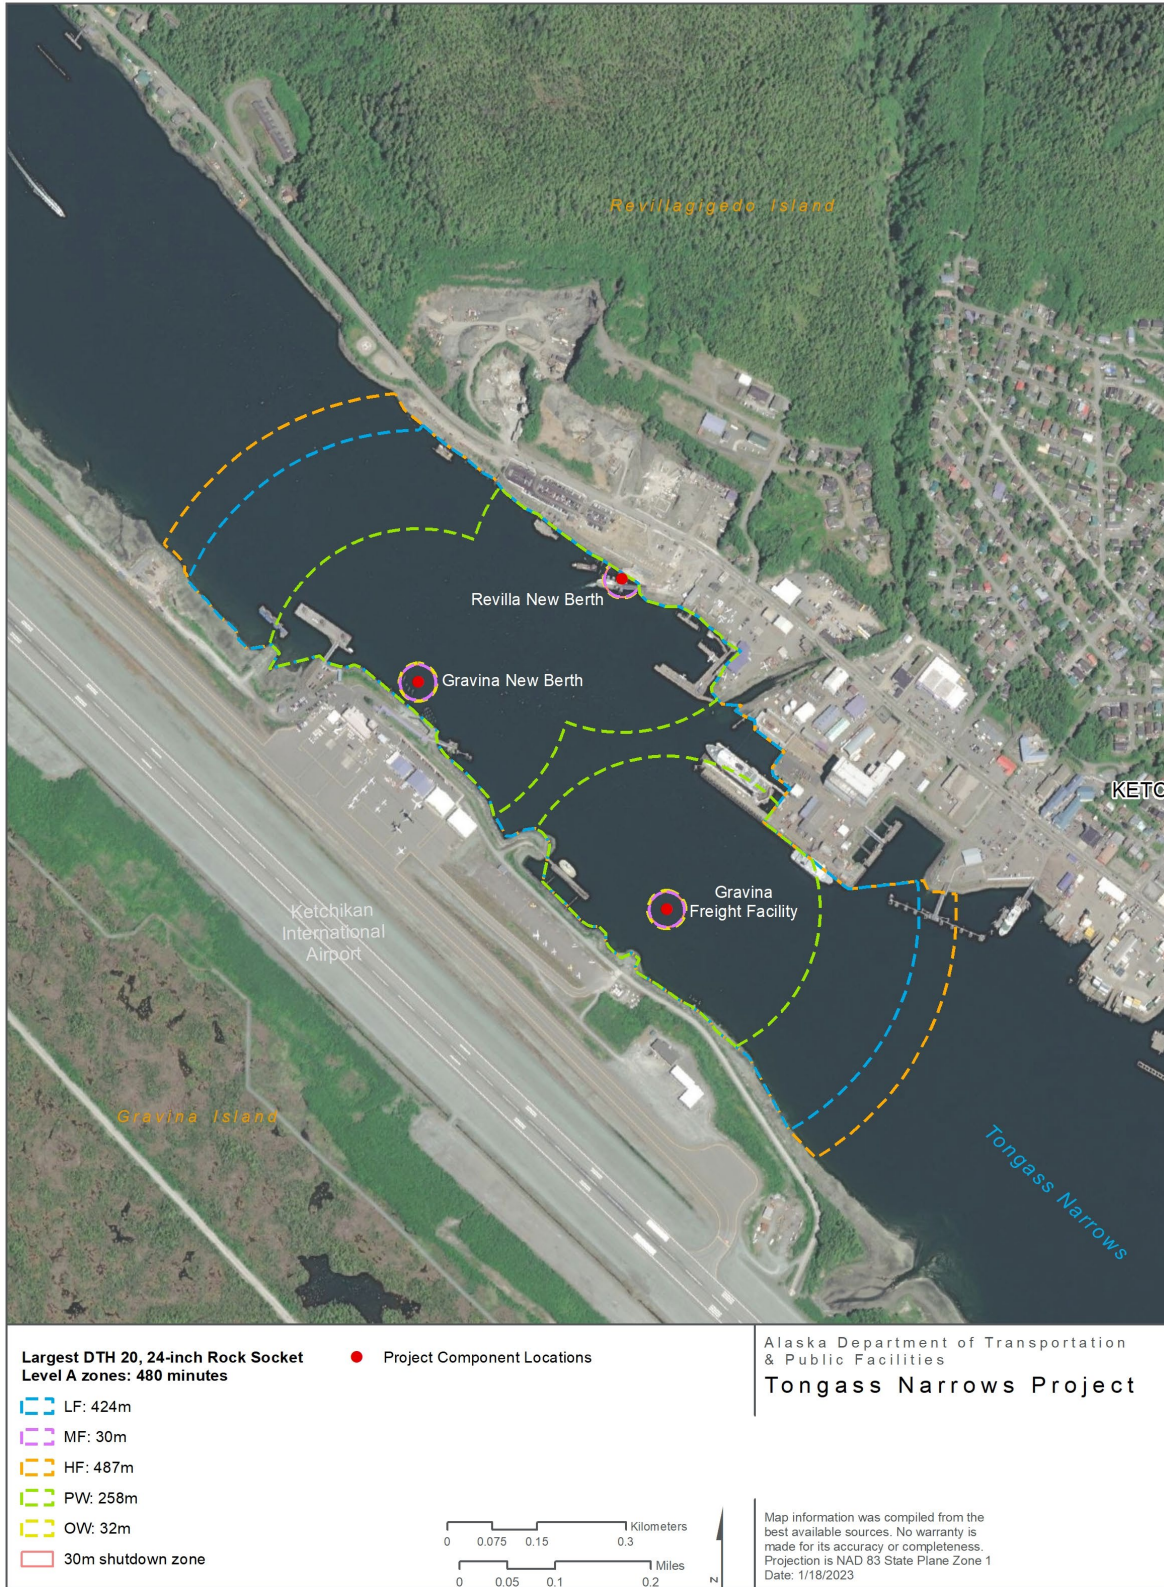 Revillagigedo Island
Revilla New Berth
Gravina New Berth
KETC
Gravina
Freight Facility
Ketchikan
International
Airport
Gravina Island
Tongass Narrows
Largest DTH 20, 24-inch Rock Socket
Level A zones: 480 minutes
LF: 424m
MF: 30m
HF: 487m
PW: 258m
OW: 32m
30m shutdown zone
Project Component Locations
Kilometers
0 0.075 0.15 0.3
Miles
0 0.05 0.1 0.2
N
Alaska Department of Transportation
& Public Facilities
Tongass Narrows Project
Map information was compiled from the
best available sources. No warranty is
made for its accuracy or completeness.
Projection is NAD 83 State Plane Zone 1
Date: 1/18/2023